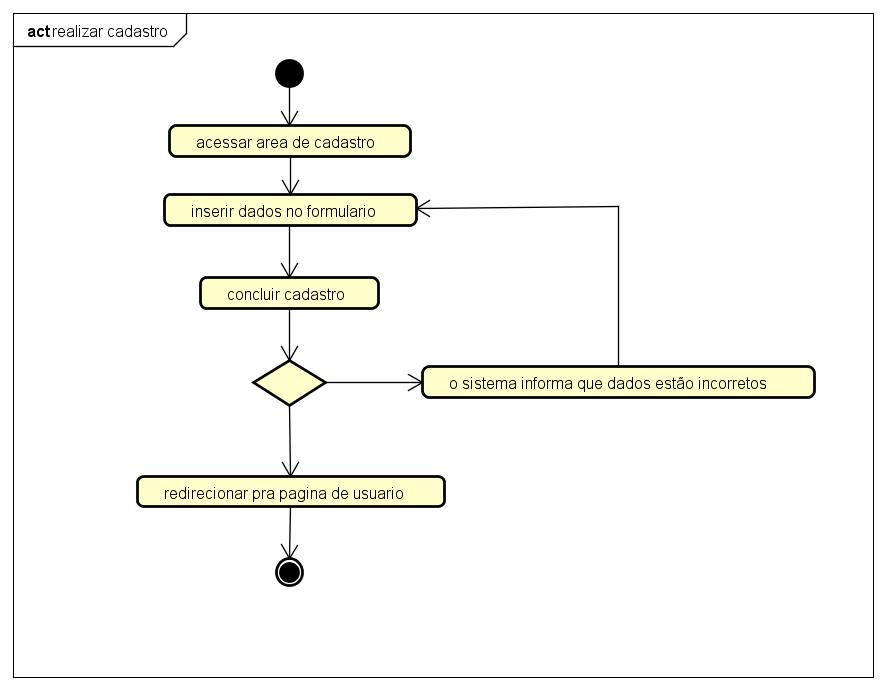 act realizar cadastro
acessar area de cadastro
inserir dados no formulario
concluir cadastro
o sistema informa que dados estão incorretos
redirecionar pra pagina de usuario